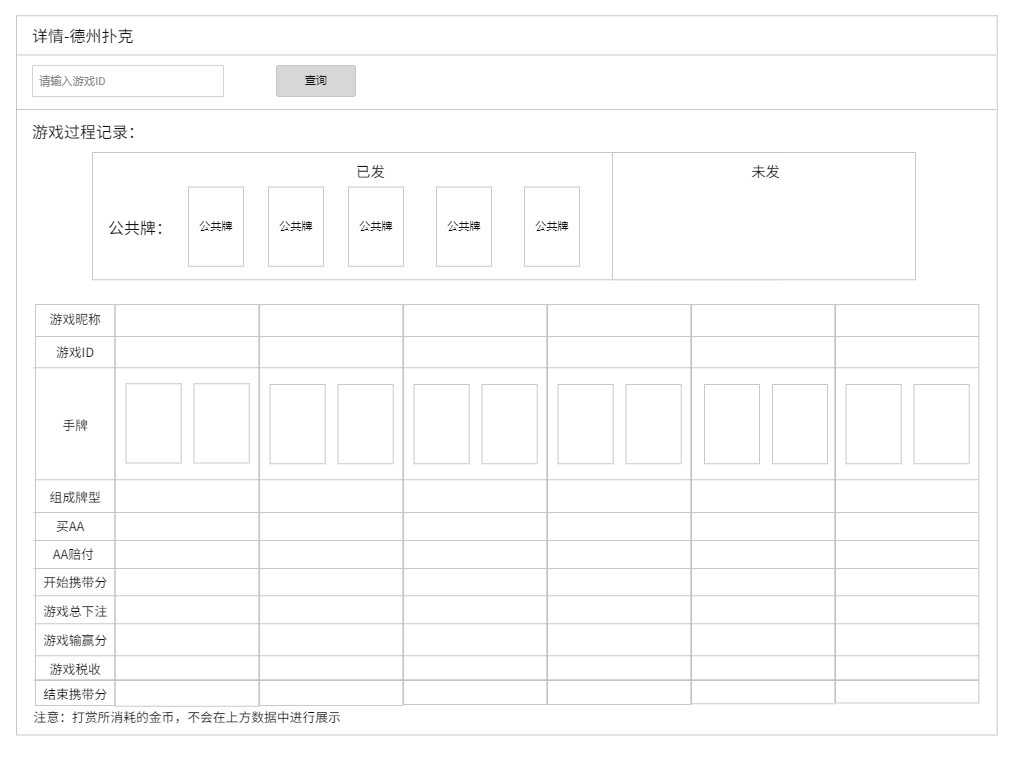 详情-德州扑克
请输入游戏ID
查询
游戏过程记录：
已发
未发
公共牌：
公共牌
公共牌
公共牌
公共牌
公共牌
游戏昵称
游戏ID
手牌
组成牌型
买AA
AA赔付
开始携带分
游戏总下注
游戏输赢分
游戏税收
结束携带分
注意：打赏所消耗的金币，不会在上方数据中进行展示